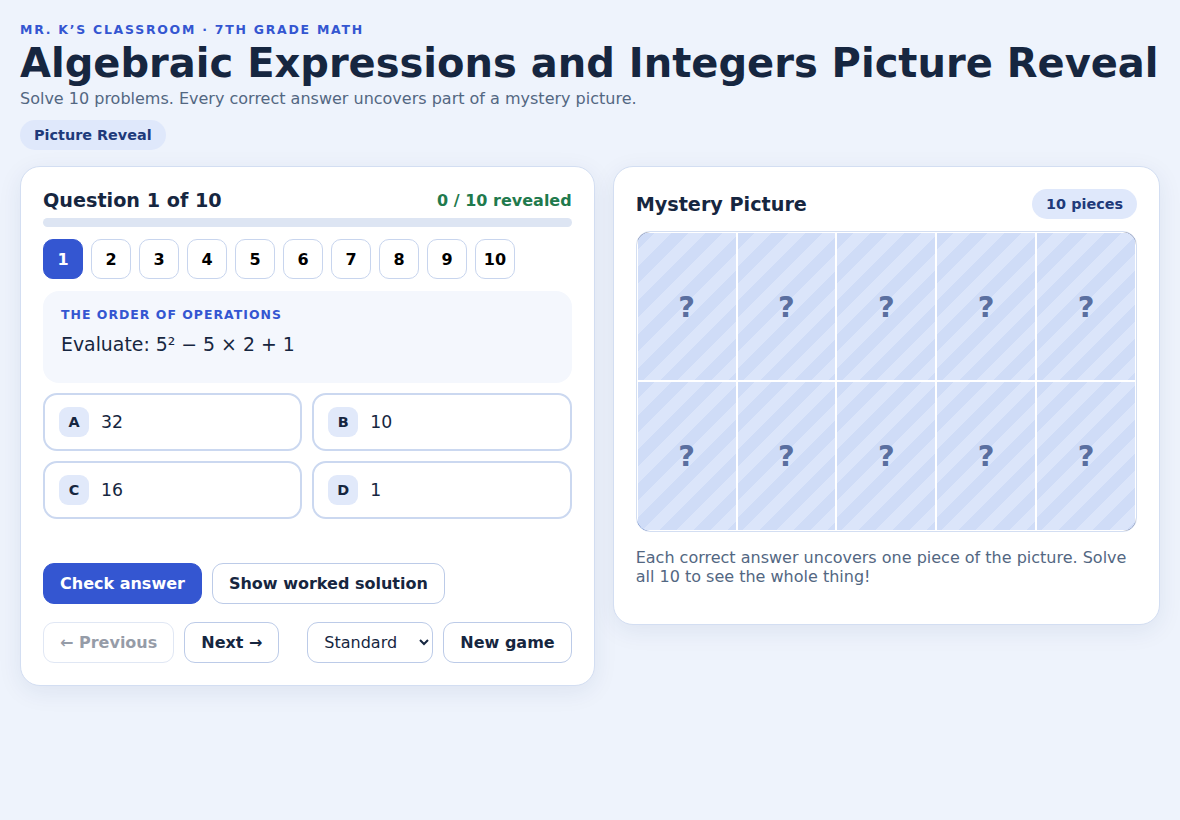 MR. K’S CLASSROOM · 7TH GRADE MATH
Algebraic Expressions and Integers Picture Reveal
Solve 10 problems. Every correct answer uncovers part of a mystery picture.
Picture Reveal
Question 1 of 10
0 / 10 revealed
1 2 3 4 5 6 7 8 9 10
THE ORDER OF OPERATIONS
Evaluate: 5² − 5 × 2 + 1
A 32
B 10
C 16
D 1
Check answer
Show worked solution
← Previous
Next →
Standard
New game
Mystery Picture
10 pieces
? ? ? ? ?
? ? ? ? ?
Each correct answer uncovers one piece of the picture. Solve
all 10 to see the whole thing!